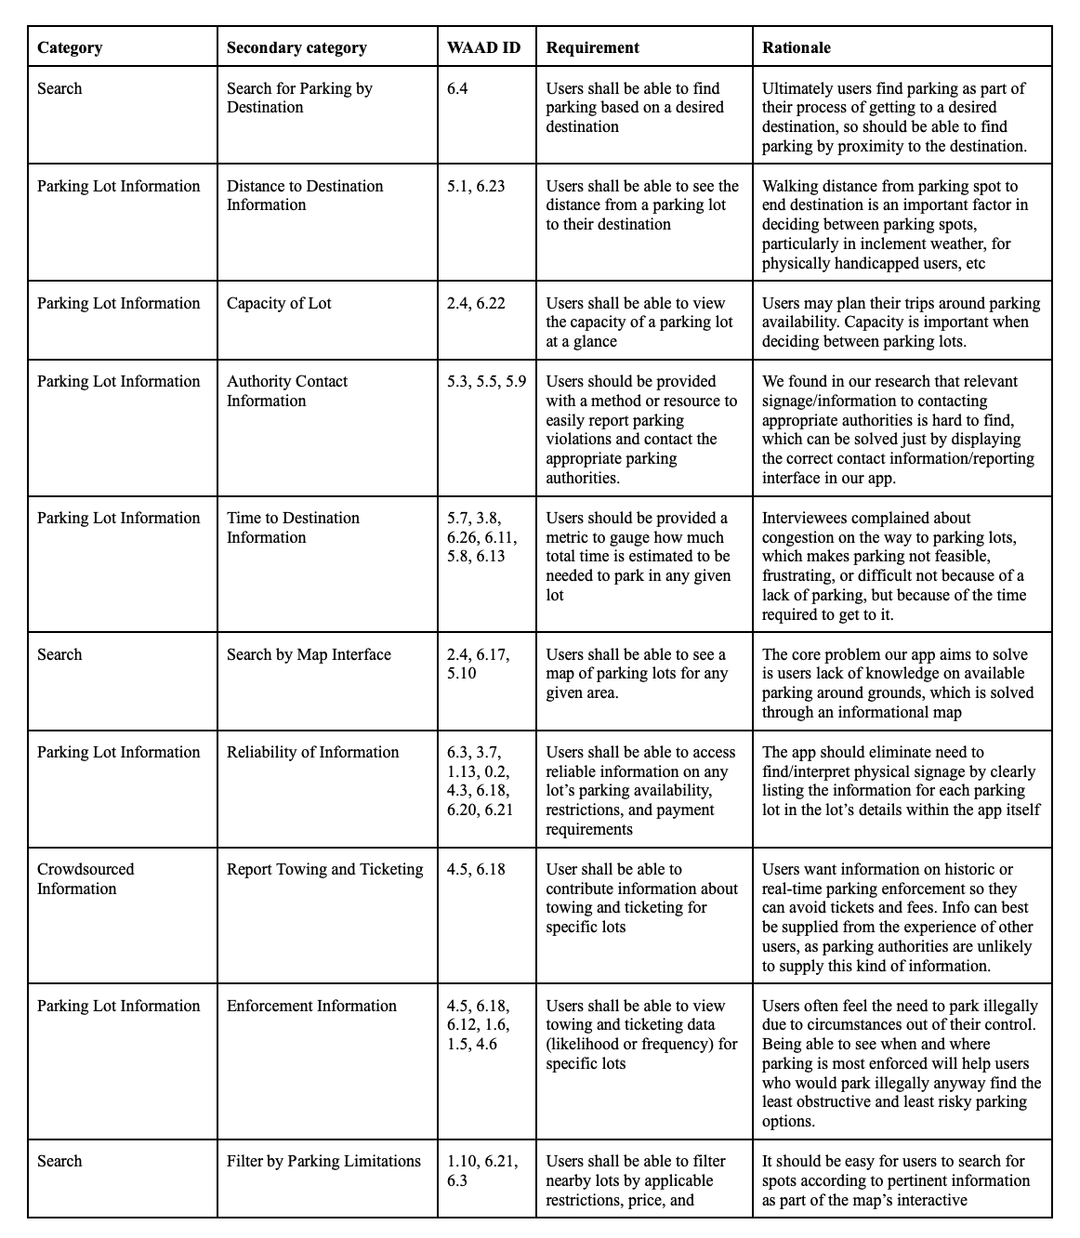 Category
Secondary category
WAAD ID
Requirement
Rationale
Search
Search for Parking by
Destination
6.4
Users shall be able to find
parking based on a desired
destination
Ultimately users find parking as part of
their process of getting to a desired
destination, so should be able to find
parking by proximity to the destination.
Parking Lot Information
Distance to Destination
Information
5.1, 6.23
Users shall be able to see the
distance from a parking lot
to their destination
Walking distance from parking spot to
end destination is an important factor in
deciding between parking spots,
particularly in inclement weather, for
physically handicapped users, etc
Parking Lot Information
Capacity of Lot
2.4, 6.22
Users shall be able to view
the capacity of a parking lot
at a glance
Users may plan their trips around parking
availability. Capacity is important when
deciding between parking lots.
Parking Lot Information
Authority Contact
Information
5.3, 5.5, 5.9
Users should be provided
with a method or resource to
easily report parking
violations and contact the
appropriate parking
authorities.
We found in our research that relevant
signage/information to contacting
appropriate authorities is hard to find,
which can be solved just by displaying
the correct contact information/reporting
interface in our app.
Parking Lot Information
Time to Destination
Information
5.7, 3.8,
6.26, 6.11,
5.8, 6.13
Users should be provided a
metric to gauge how much
total time is estimated to be
needed to park in any given
lot
Interviewees complained about
congestion on the way to parking lots,
which makes parking not feasible,
frustrating, or difficult not because of a
lack of parking, but because of the time
required to get to it.
Search
Search by Map Interface
2.4, 6.17,
5.10
Users shall be able to see a
map of parking lots for any
given area.
The core problem our app aims to solve
is users lack of knowledge on available
parking around grounds, which is solved
through an informational map
Parking Lot Information
Reliability of Information
6.3, 3.7,
1.13, 0.2,
4.3, 6.18,
6.20, 6.21
Users shall be able to access
reliable information on any
lot's parking availability,
restrictions, and payment
requirements
The app should eliminate need to
find/interpret physical signage by clearly
listing the information for each parking
lot in the lot's details within the app itself
Crowdsourced
Information
Report Towing and Ticketing
4.5, 6.18
User shall be able to
contribute information about
towing and ticketing for
specific lots
Users want information on historic or
real-time parking enforcement so they
can avoid tickets and fees. Info can best
be supplied from the experience of other
users, as parking authorities are unlikely
to supply this kind of information.
Parking Lot Information
Enforcement Information
4.5, 6.18,
6.12, 1.6,
1.5, 4.6
Users shall be able to view
towing and ticketing data
(likelihood or frequency) for
specific lots
Users often feel the need to park illegally
due to circumstances out of their control.
Being able to see when and where
parking is most enforced will help users
who would park illegally anyway find the
least obstructive and least risky parking
options.
Search
Filter by Parking Limitations
1.10, 6.21,
6.3
Users shall be able to filter
nearby lots by applicable
restrictions, price, and
It should be easy for users to search for
spots according to pertinent information
as part of the map's interactive